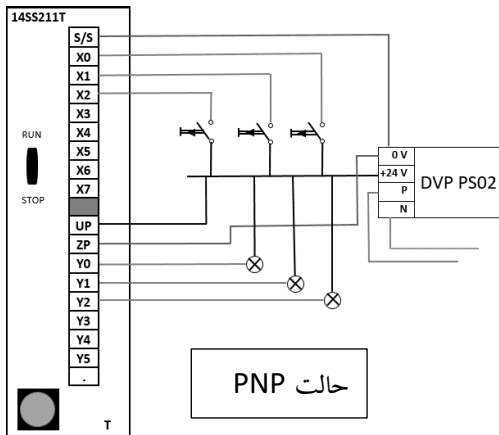 14SS211T
S/S
X0
X1
X2
X3
X4
X5
X6
X7
UP
ZP
Y0
Y1
Y2
Y3
Y4
Y5
.
RUN
STOP
T
0 V
+24 V
P
N
DVP PS02
حالت PNP